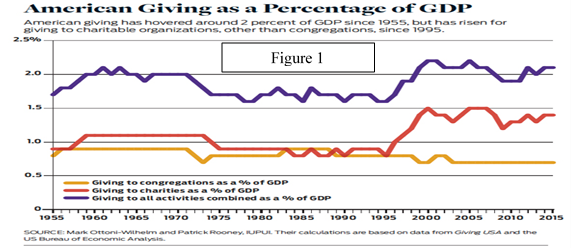 American Giving as a Percentage of GDP
American giving has hovered around 2 percent of GDP since 1955, but has risen for
giving to charitable organizations, other than congregations, since 1995.
2.5%
Figure 1
2.0
1.5
1.0
0.5
Giving to congregations as a % of GDP
Giving to charities as a % of GDP
Giving to all activities combined as a % of GDP
0
1955 1960 1965 1970 1975 1980 1985 1990 1995 2000 2005 2010 2015
SOURCE: Mark Ottoni-Wilhelm and Patrick Rooney, IUPUI. Their calculations are based on data from Giving USA and the
US Bureau of Economic Analysis.